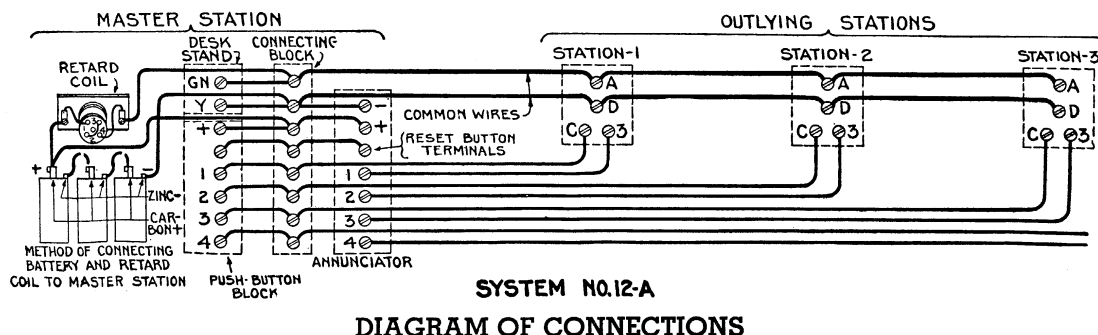 MASTER STATION
OUTLYING STATIONS
DESK STAND
CONNECTING BLOCK
STATION-1
STATION-2
STATION-3
RETARD COIL
GN
Y
+
1
2
3
4
-
+
1
2
3
4
A
D
C 3
A
D
C 3
A
D
C 3
COMMON WIRES
RESET BUTTON TERMINALS
+
-
ZINC-
CAR-
BON+
METHOD OF CONNECTING
BATTERY AND RETARD
COIL TO MASTER STATION
PUSH-BUTTON
BLOCK
ANNUNCIATOR
SYSTEM NO.12-A
DIAGRAM OF CONNECTIONS